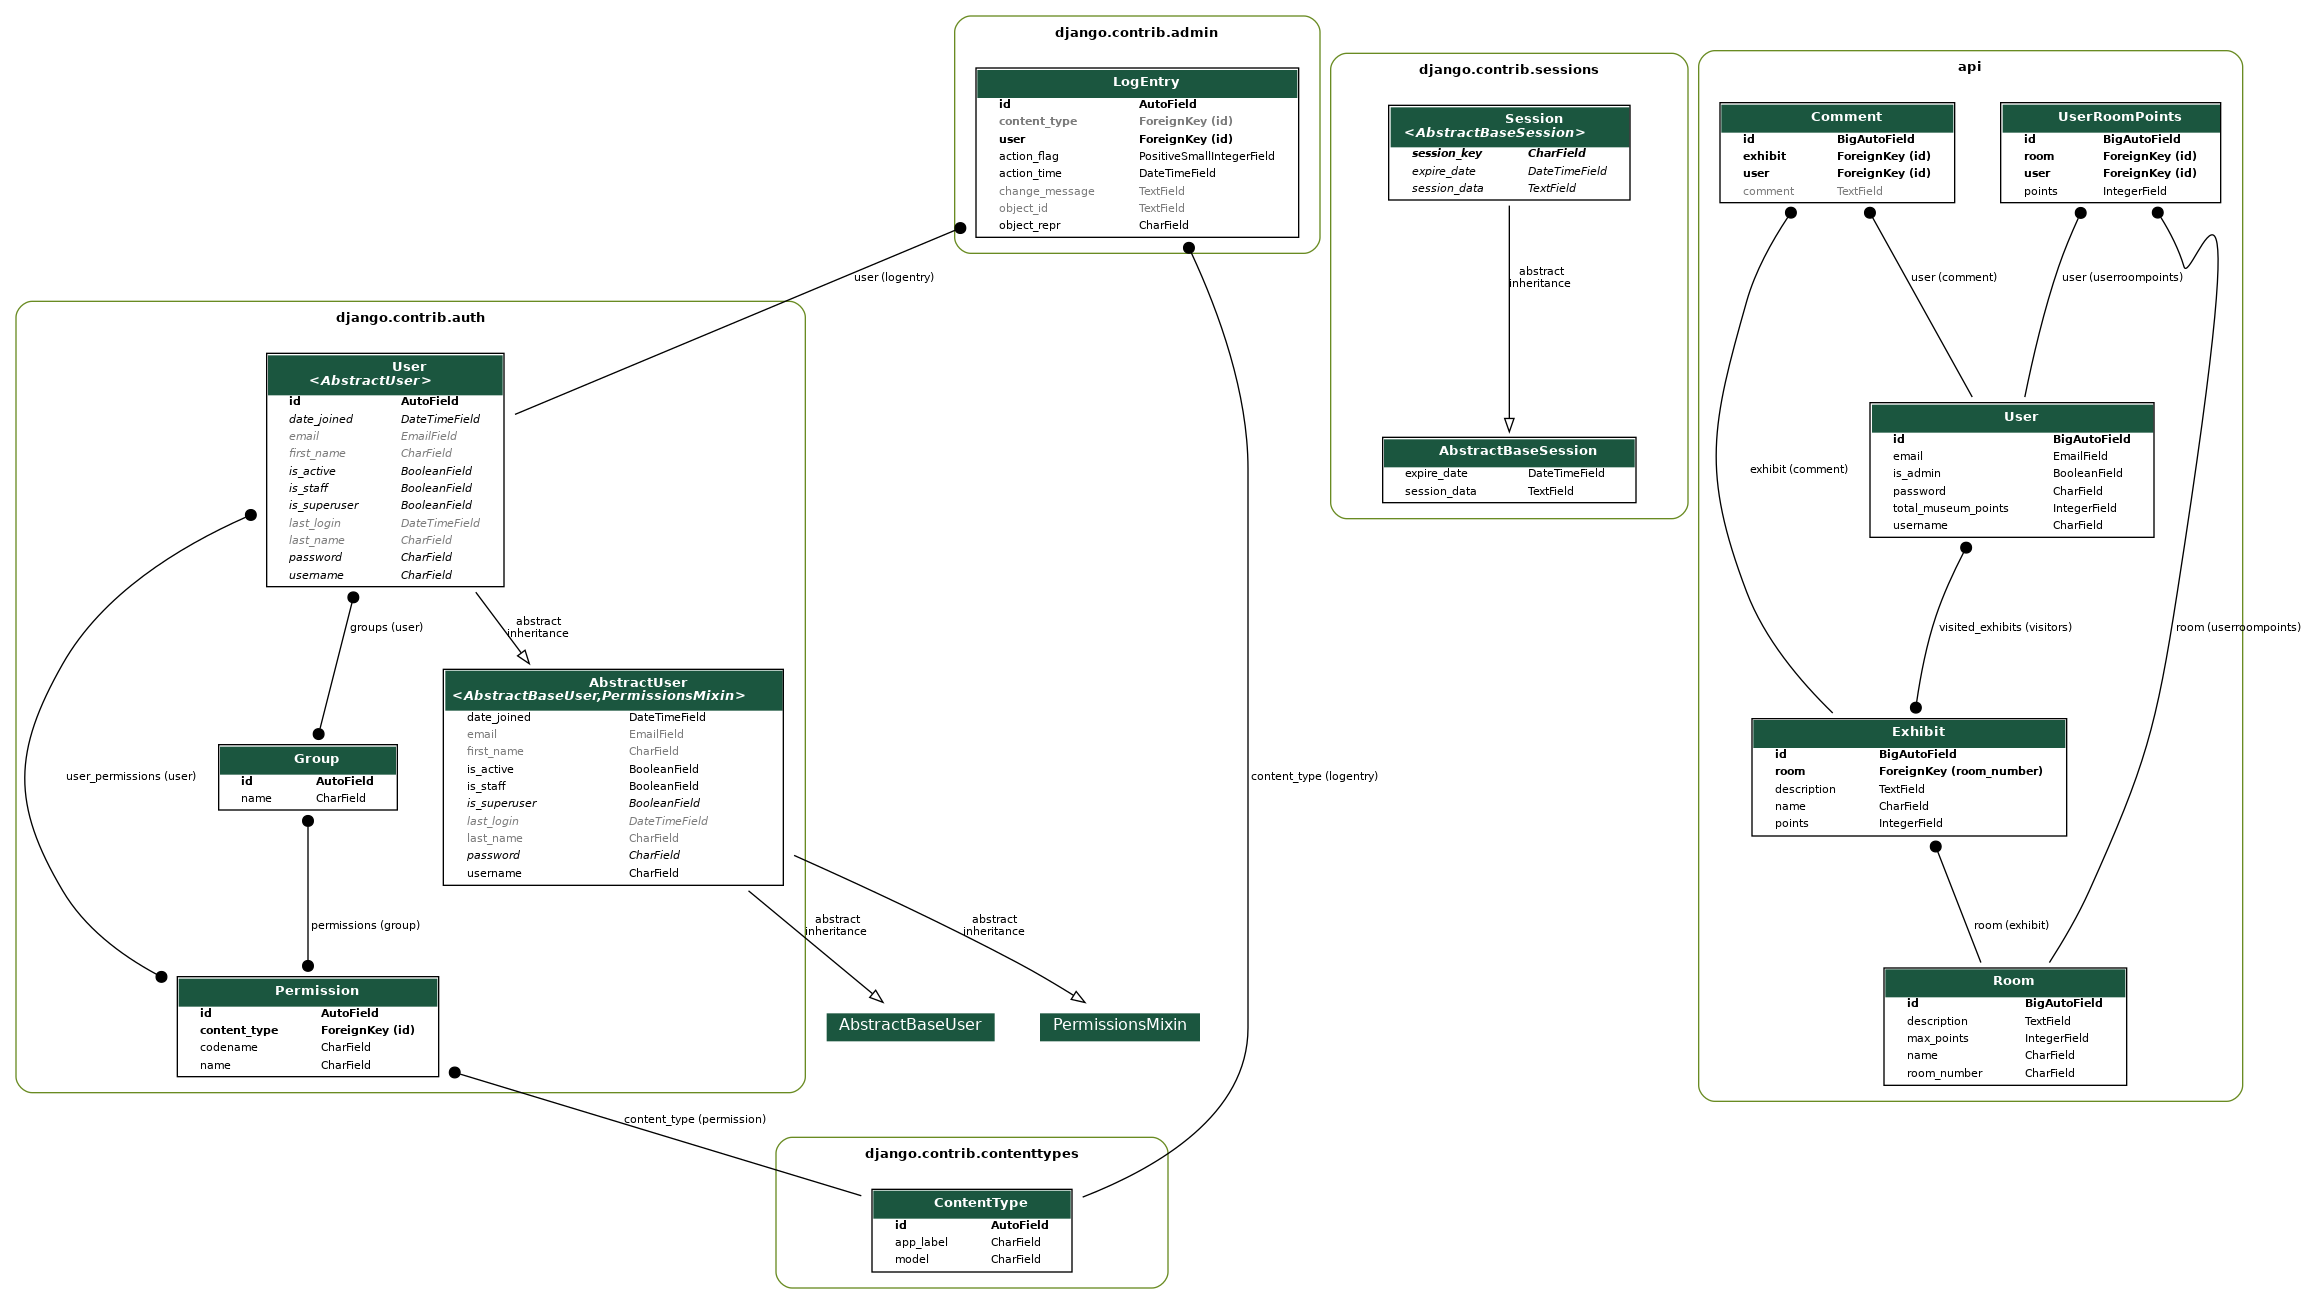 django.contrib.admin
LogEntry
id AutoField
content_type ForeignKey (id)
user ForeignKey (id)
action_flag PositiveSmallIntegerField
action_time DateTimeField
change_message TextField
object_id TextField
object_repr CharField
django.contrib.sessions
Session
<AbstractBaseSession>
session_key CharField
expire_date DateTimeField
session_data TextField
abstract
inheritance
AbstractBaseSession
expire_date DateTimeField
session_data TextField
api
Comment
id BigAutoField
exhibit ForeignKey (id)
user ForeignKey (id)
comment TextField
UserRoomPoints
id BigAutoField
room ForeignKey (id)
user ForeignKey (id)
points IntegerField
user (comment)
user (userroompoints)
exhibit (comment)
User
id BigAutoField
email EmailField
is_admin BooleanField
password CharField
total_museum_points IntegerField
username CharField
visited_exhibits (visitors)
room (userroompoints)
Exhibit
id BigAutoField
room ForeignKey (room_number)
description TextField
name CharField
points IntegerField
room (exhibit)
Room
id BigAutoField
description TextField
max_points IntegerField
name CharField
room_number CharField
user (logentry)
content_type (logentry)
django.contrib.auth
User
<AbstractUser>
id AutoField
date_joined DateTimeField
email EmailField
first_name CharField
is_active BooleanField
is_staff BooleanField
is_superuser BooleanField
last_login DateTimeField
last_name CharField
password CharField
username CharField
groups (user)
abstract
inheritance
user_permissions (user)
Group
id AutoField
name CharField
AbstractUser
<AbstractBaseUser,PermissionsMixin>
date_joined DateTimeField
email EmailField
first_name CharField
is_active BooleanField
is_staff BooleanField
is_superuser BooleanField
last_login DateTimeField
last_name CharField
password CharField
username CharField
permissions (group)
abstract
inheritance
abstract
inheritance
AbstractBaseUser
PermissionsMixin
Permission
id AutoField
content_type ForeignKey (id)
codename CharField
name CharField
content_type (permission)
django.contrib.contenttypes
ContentType
id AutoField
app_label CharField
model CharField